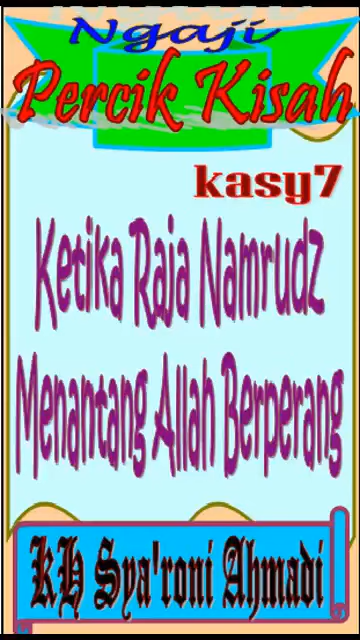 Ngaji
Percik Kisah
kasy7
Ketika Raja Namrudz
Menantang Allah Berperang
KH Sya'roni Ahmadi